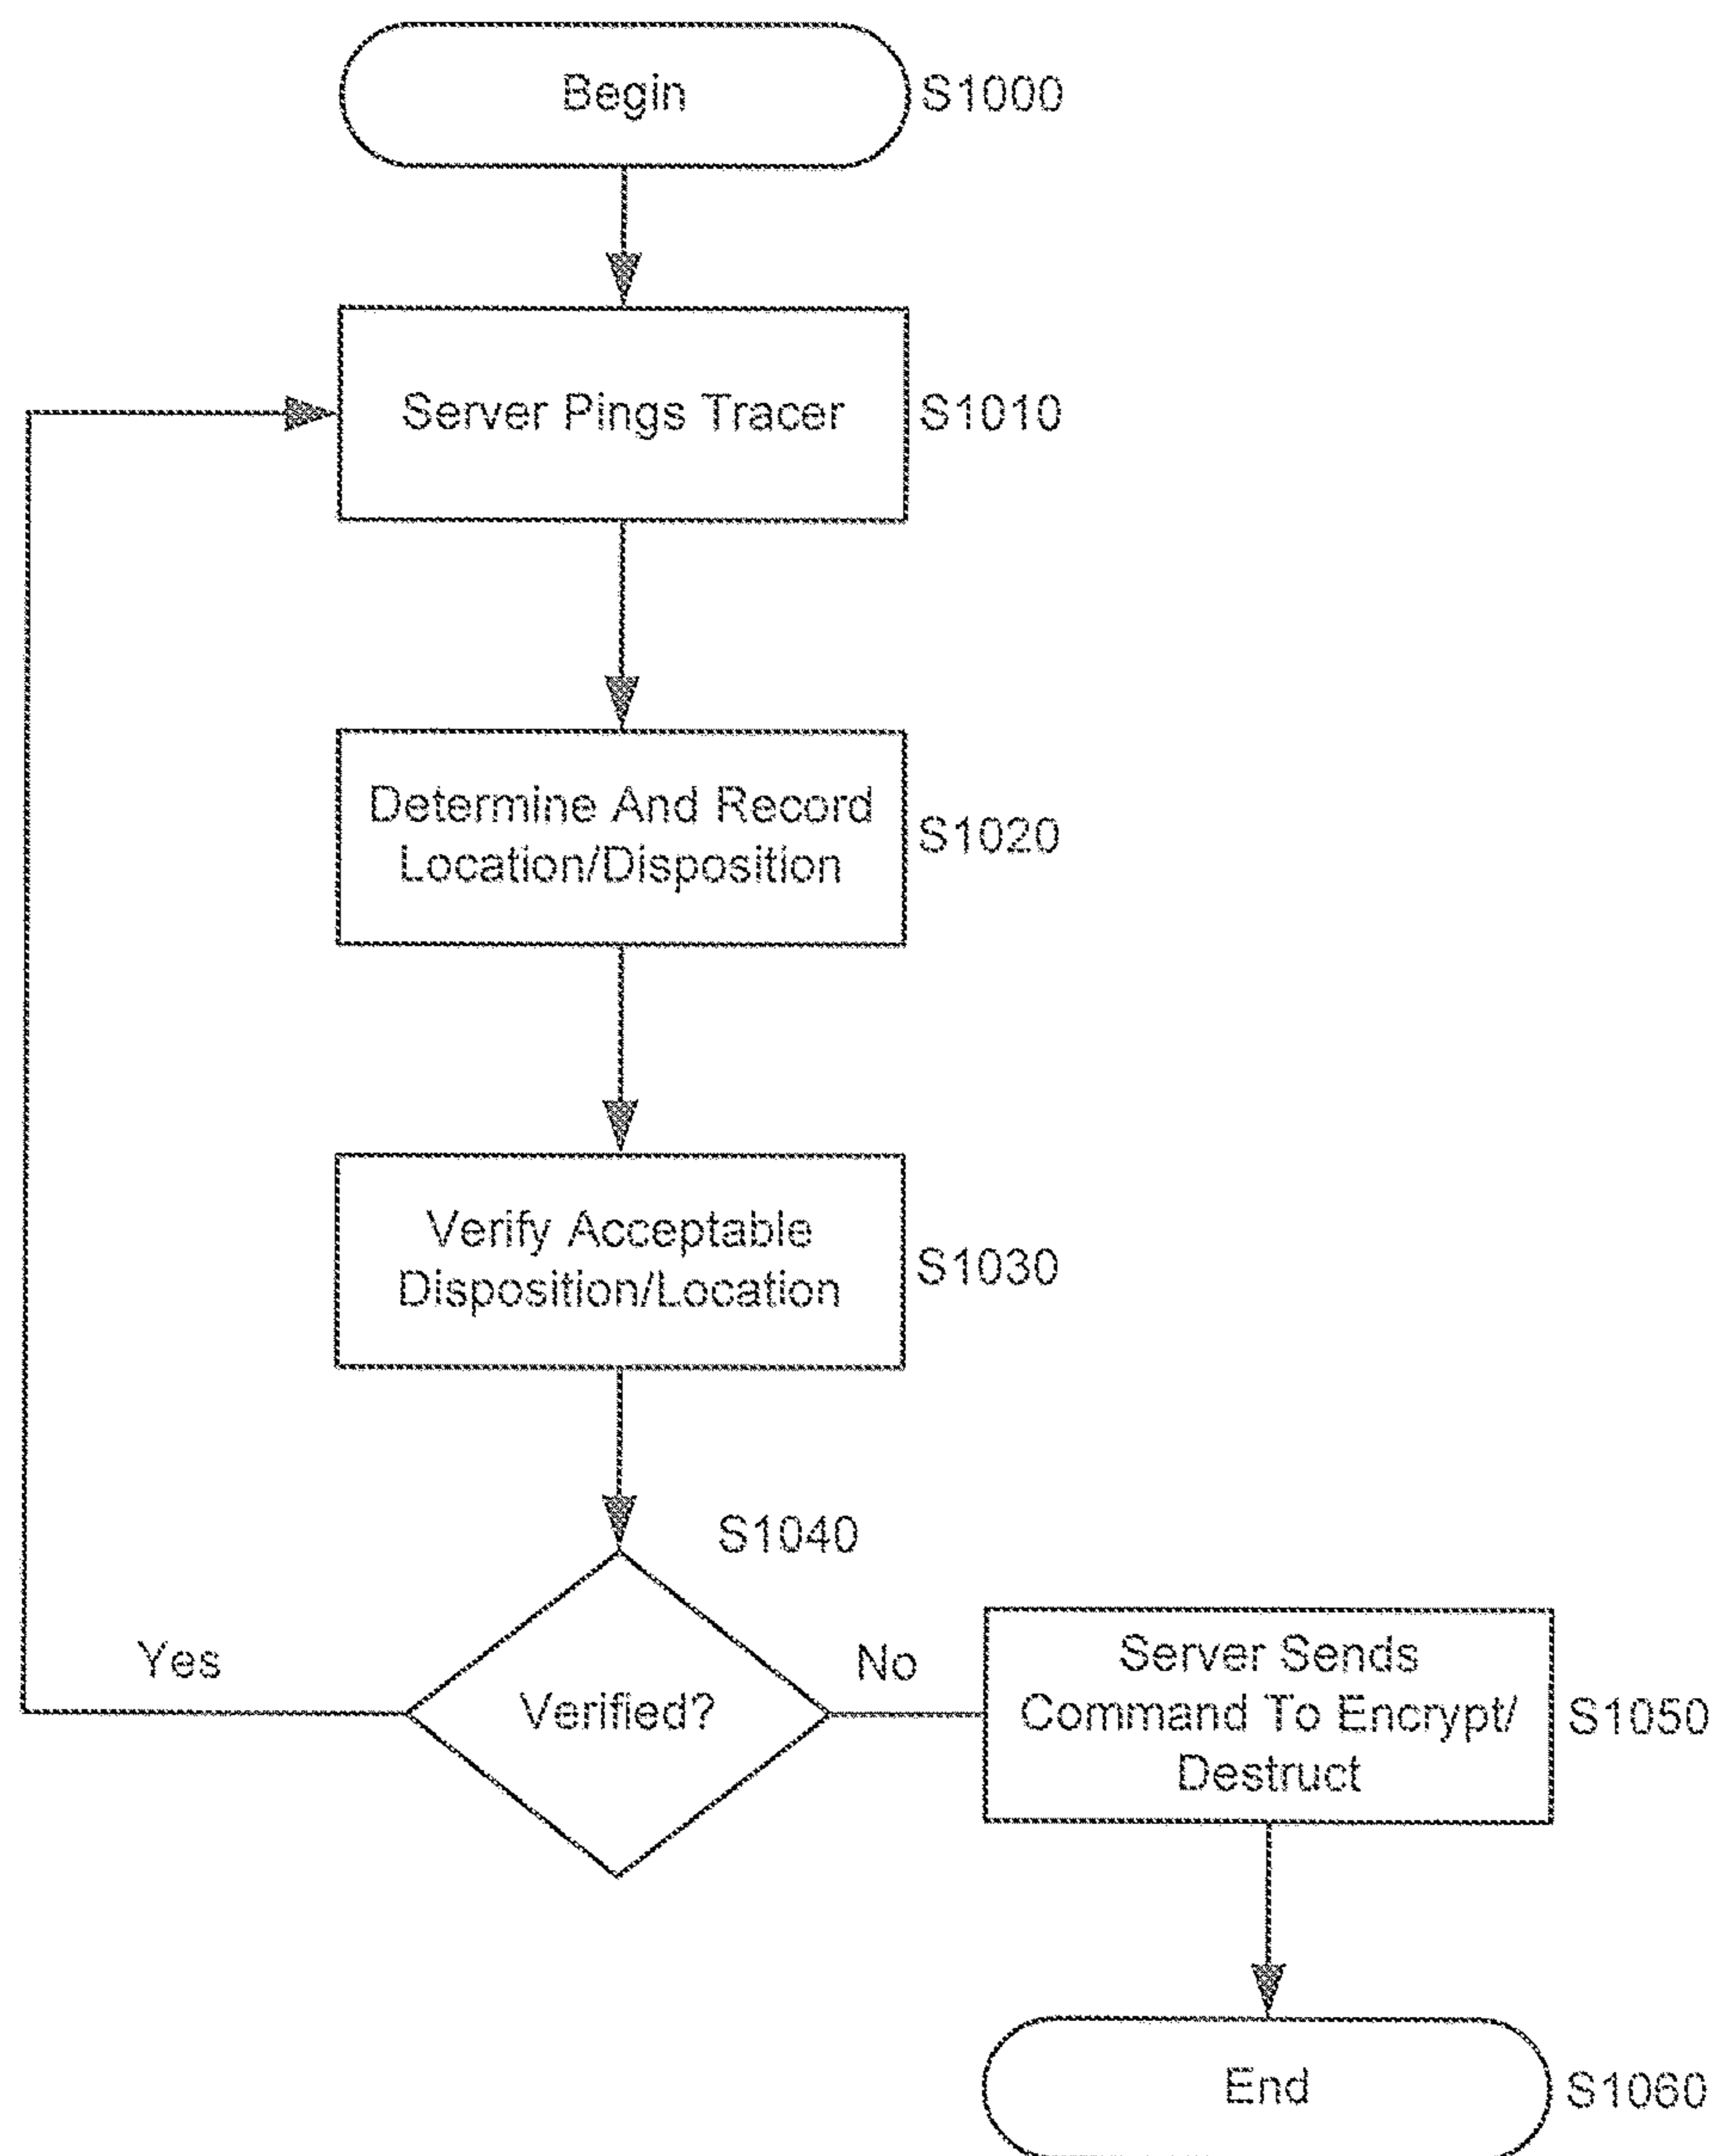 Begin
S1000
Server Pings Tracer
S1010
Determine And Record
Location/Disposition
S1020
Verify Acceptable
Disposition/Location
S1030
S1040
Verified?
Yes
No
Server Sends
Command To Encrypt/
Destruct
S1050
End
S1060